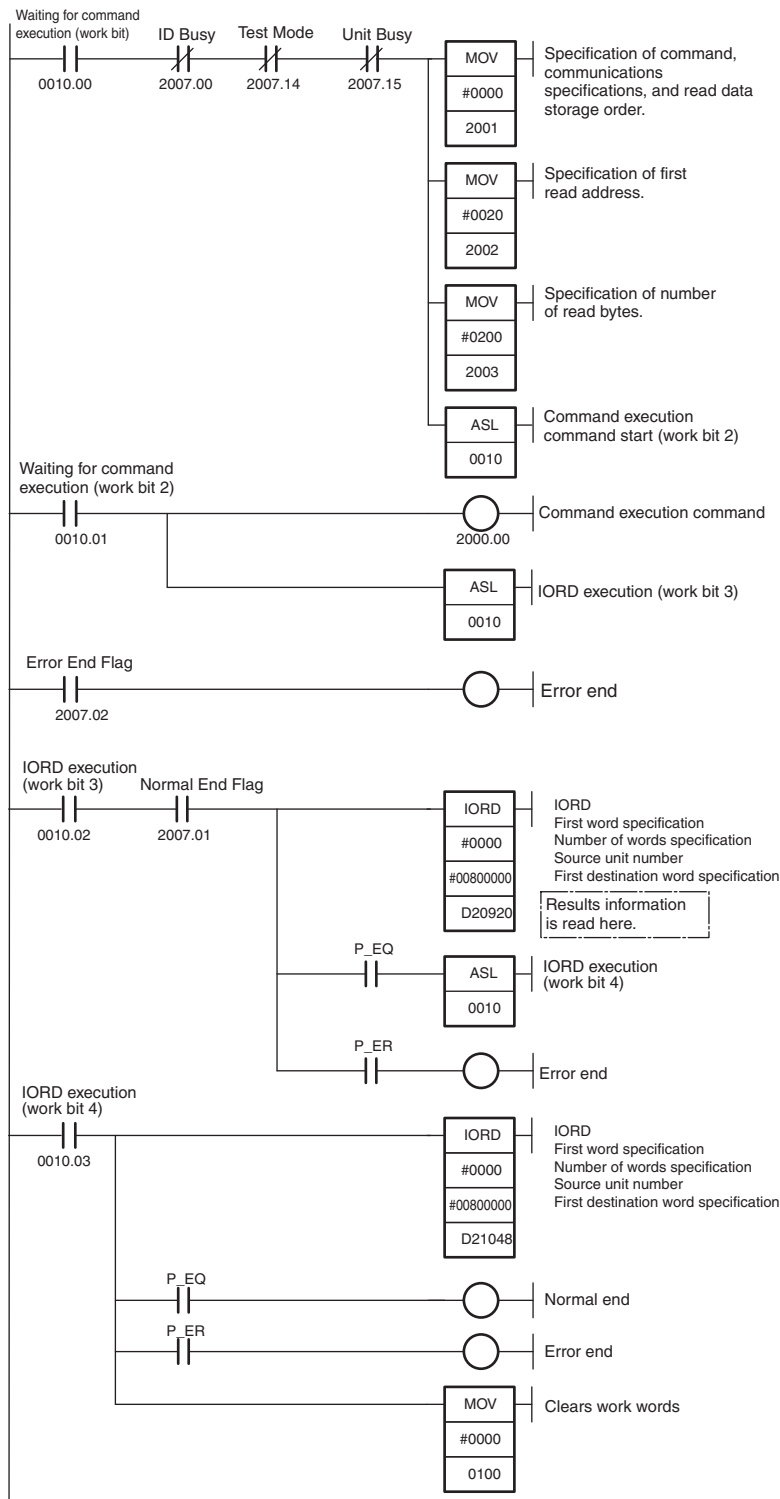 Waiting for command
execution (work bit)
ID Busy
Test Mode
Unit Busy
0010.00
2007.00
2007.14
2007.15
MOV
#0000
2001
Specification of command,
communications
specifications, and read data
storage order.
MOV
#0020
2002
Specification of first
read address.
MOV
#0200
2003
Specification of number
of read bytes.
ASL
0010
Command execution
command start (work bit 2)
Waiting for command
execution (work bit 2)
0010.01
2000.00
Command execution command
ASL
0010
IORD execution (work bit 3)
Error End Flag
2007.02
Error end
IORD execution
(work bit 3)
Normal End Flag
0010.02
2007.01
IORD
#0000
#00800000
D20920
IORD
First word specification
Number of words specification
Source unit number
First destination word specification
Results information
is read here.
P_EQ
ASL
0010
IORD execution
(work bit 4)
P_ER
Error end
IORD execution
(work bit 4)
0010.03
IORD
#0000
#00800000
D21048
IORD
First word specification
Number of words specification
Source unit number
First destination word specification
P_EQ
Normal end
P_ER
Error end
MOV
#0000
0100
Clears work words